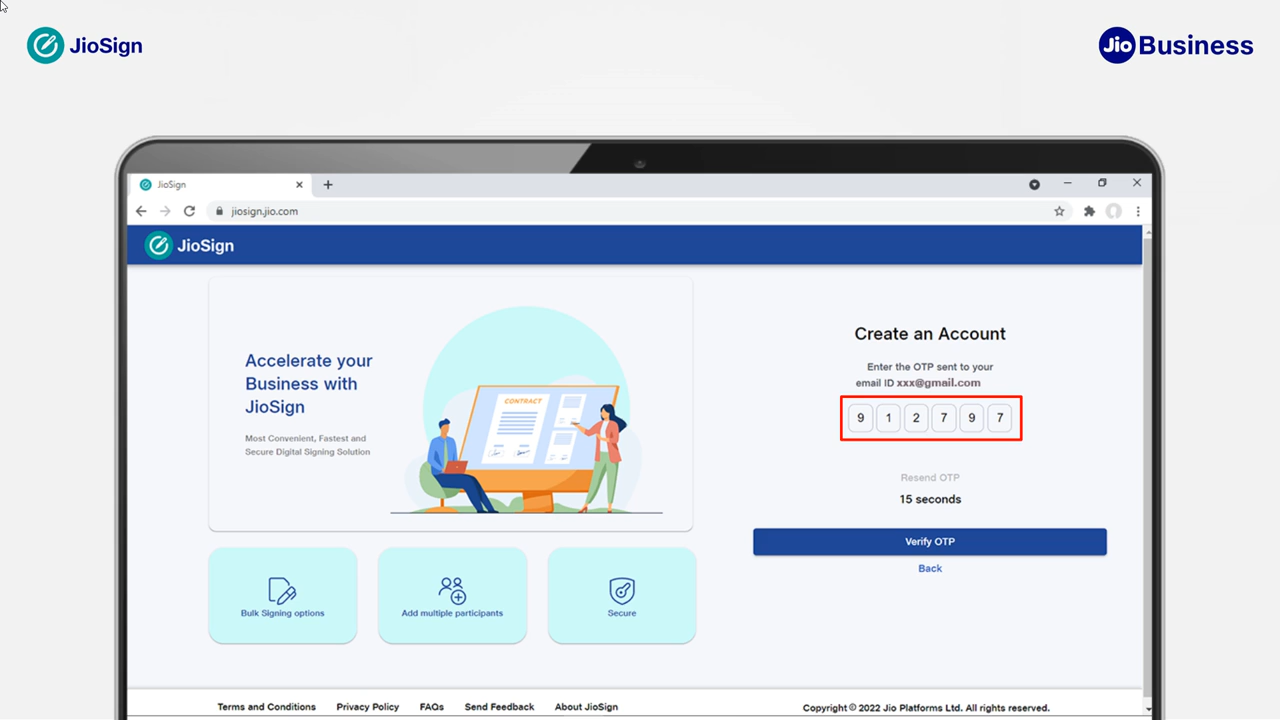 JioSign
Jio Business
JioSign
jiosign.jio.com
JioSign
Accelerate your
Business with
JioSign
Most Convenient, Fastest and
Secure Digital Signing Solution
CONTRACT
Bulk Signing options
Add multiple participants
Secure
Create an Account
Enter the OTP sent to your
email ID xxx@gmail.com
9 1 2 7 9 7
Resend OTP
15 seconds
Verify OTP
Back
Terms and Conditions Privacy Policy FAQs Send Feedback About JioSign
Copyright © 2022 Jio Platforms Ltd. All rights reserved.